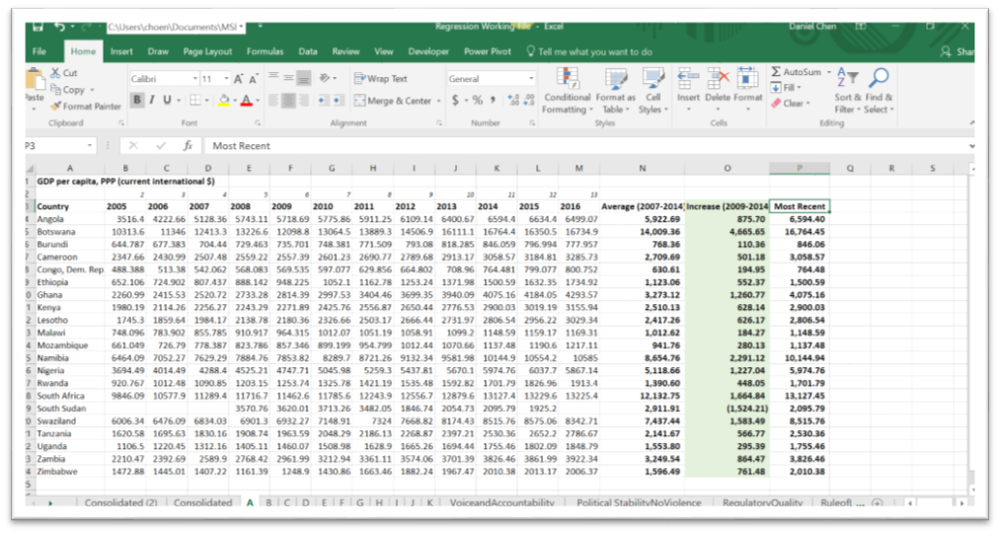 C:\Users\choen\Documents\MSI Regression Working File - Excel Daniel Chen
File Home Insert Draw Page Layout Formulas Data Review View Developer Power Pivot Tell me what you want to do Shar
Cut Calibri 11 A A Wrap Text General AutoSum
Copy Fill
Paste Format Painter B I U A Merge & Center $ % Conditional Format as Cell Insert Delete Format Clear Sort & Find &
Formatting Table Styles Filter Select
Clipboard Font Alignment Number Styles Cells Editing
P3 fx Most Recent
A B C D E F G H I J K L M N O P Q R S
1 GDP per capita, PPP (current international $)
2 2 3 4 5 6 7 8 9 10 11 12 13
Country 2005 2006 2007 2008 2009 2010 2011 2012 2013 2014 2015 2016 Average (2007-2014 Increase (2009-2014 Most Recent
4 Angola 3516.4 4222.66 5128.36 5743.11 5718.69 5775.86 5911.25 6109.14 6400.67 6594.4 6634.4 6499.07 5,922.69 875.70 6,594.40
5 Botswana 10313.6 11346 12413.3 13226.6 12098.8 13064.5 13889.3 14506.9 16111.1 16764.4 16350.5 16734.9 14,009.36 4,665.65 16,764.45
6 Burundi 644.787 677.383 704.44 729.463 735.701 748.381 771.509 793.08 818.285 846.059 796.994 777.957 768.36 110.36 846.06
7 Cameroon 2347.66 2430.99 2507.48 2559.22 2557.39 2601.23 2690.77 2789.68 2913.17 3058.57 3184.81 3285.73 2,709.69 501.18 3,058.57
8 Congo, Dem. Rep 488.388 513.38 542.062 568.083 569.535 597.077 629.856 664.802 708.96 764.481 799.077 800.752 630.61 194.95 764.48
9 Ethiopia 652.106 724.902 807.437 888.142 948.225 1052.1 1162.78 1253.24 1371.98 1500.59 1632.35 1734.92 1,123.06 552.37 1,500.59
0 Ghana 2260.99 2415.53 2520.72 2733.28 2814.39 2997.53 3404.46 3699.35 3940.09 4075.16 4184.05 4293.57 3,273.12 1,260.77 4,075.16
1 Kenya 1980.19 2114.26 2256.27 2243.29 2271.89 2425.76 2556.87 2650.44 2776.53 2900.03 3019.19 3155.94 2,510.13 628.14 2,900.03
2 Lesotho 1745.3 1859.64 1984.17 2138.78 2180.36 2326.66 2503.17 2666.44 2731.97 2806.54 2956.22 3029.34 2,417.26 626.17 2,806.54
3 Malawi 748.096 783.902 855.785 910.917 964.315 1012.07 1051.19 1058.91 1099.2 1148.59 1159.17 1169.31 1,012.62 184.27 1,148.59
4 Mozambique 661.049 726.79 778.387 823.786 857.346 899.199 954.799 1012.44 1070.66 1137.48 1190.6 1217.11 941.76 280.13 1,137.48
5 Namibia 6464.09 7052.27 7629.29 7884.76 7853.82 8289.7 8721.26 9132.34 9581.98 10144.9 10554.2 10585 8,654.76 2,291.12 10,144.94
6 Nigeria 3694.49 4014.49 4288.4 4525.21 4747.71 5045.98 5259.3 5437.81 5670.1 5974.76 6037.7 5867.14 5,118.66 1,227.04 5,974.76
7 Rwanda 920.767 1012.48 1090.85 1203.15 1253.74 1325.78 1421.19 1535.48 1592.82 1701.79 1826.96 1913.4 1,390.60 448.05 1,701.79
8 South Africa 9846.09 10577.9 11289.4 11716.7 11462.6 11785.6 12243.9 12556.7 12879.6 13127.4 13229.6 13225.4 12,132.75 1,664.84 13,127.45
9 South Sudan 3570.76 3620.01 3713.26 3482.05 1846.74 2054.73 2095.79 1925.2 2,911.91 (1,524.21) 2,095.79
0 Swaziland 6006.34 6476.09 6834.03 6901.3 6932.27 7148.91 7324 7668.82 8174.43 8515.76 8575.06 8342.71 7,437.44 1,583.49 8,515.76
1 Tanzania 1620.58 1695.63 1830.16 1908.74 1963.59 2048.29 2186.13 2268.87 2397.21 2530.36 2652.2 2786.67 2,141.67 566.77 2,530.36
2 Uganda 1106.5 1220.45 1312.16 1405.11 1460.07 1508.98 1628.9 1665.26 1694.44 1755.46 1802.09 1848.79 1,553.80 295.39 1,755.46
3 Zambia 2210.47 2392.69 2589.9 2768.42 2961.99 3212.94 3361.11 3574.06 3701.39 3826.46 3861.99 3922.34 3,249.54 864.47 3,826.46
4 Zimbabwe 1472.88 1445.01 1407.22 1161.39 1248.9 1430.86 1663.46 1882.24 1967.47 2010.38 2013.17 2006.37 1,596.49 761.48 2,010.38
5
Consolidated (2) Consolidated A B C D E F G H I J K VoiceandAccountability Political StabilityNoViolence RegulatoryQuality Ruleofl ...